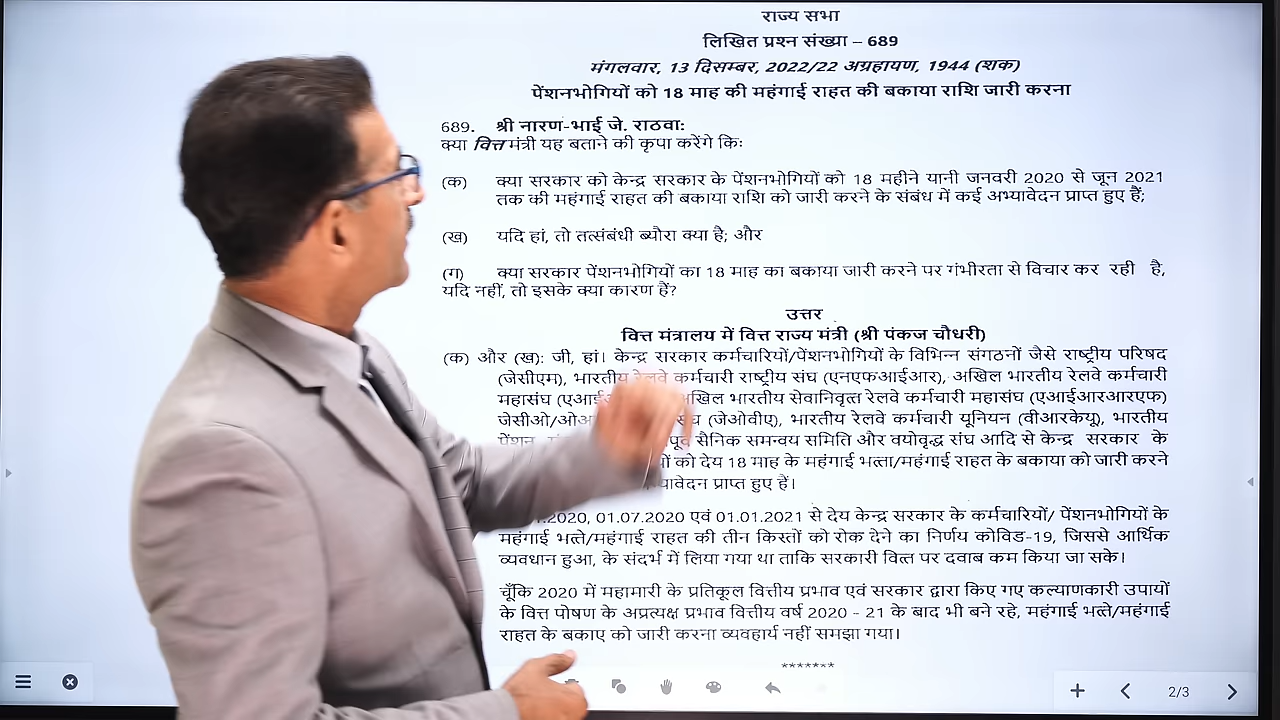 राज्य सभा
लिखित प्रश्न संख्या – 689
मंगलवार, 13 दिसम्बर, 2022/22 अग्रहायण, 1944 (शक)
पेंशनभोगियों को 18 माह की महंगाई राहत की बकाया राशि जारी करना
689. श्री नारण-भाई जे. राठवा:
क्या वित्त मंत्री यह बताने की कृपा करेंगे कि:
(क) क्या सरकार को केन्द्र सरकार के पेंशनभोगियों को 18 महीने यानी जनवरी 2020 से जून 2021
तक की महंगाई राहत की बकाया राशि को जारी करने के संबंध में कई अभ्यावेदन प्राप्त हुए हैं;
(ख) यदि हां, तो तत्संबंधी ब्यौरा क्या है; और
(ग) क्या सरकार पेंशनभोगियों का 18 माह का बकाया जारी करने पर गंभीरता से विचार कर रही है,
यदि नहीं, तो इसके क्या कारण हैं?
उत्तर
वित्त मंत्रालय में वित्त राज्य मंत्री (श्री पंकज चौधरी)
(क) और (ख): जी, हां। केन्द्र सरकार कर्मचारियों/पेंशनभोगियों के विभिन्न संगठनों जैसे राष्ट्रीय परिषद
(जेसीएम), भारतीय रेलवे कर्मचारी राष्ट्रीय संघ (एनएफआईआर), अखिल भारतीय रेलवे कर्मचारी
महासंघ अखिल भारतीय सेवानिवृत्त रेलवे कर्मचारी महासंघ (एआईआरआरएफ)
जेसीओ/ओआ (जेओवीए), भारतीय रेलवे कर्मचारी यूनियन (बीआरकेयू), भारतीय
पेंशन पूर्व सैनिक समन्वय समिति और वयोवृद्ध संघ आदि से केन्द्र सरकार के
को देय 18 माह के महंगाई भत्ता/महंगाई राहत के बकाया को जारी करने
प्राप्त हुए हैं।
2020, 01.07.2020 एवं 01.01.2021 से देय केन्द्र सरकार के कर्मचारियों/ पेंशनभोगियों के
महंगाई भत्ते/महंगाई राहत की तीन किस्तों को रोक देने का निर्णय कोविड-19, जिससे आर्थिक
व्यवधान हुआ, के संदर्भ में लिया गया था ताकि सरकारी वित्त पर दवाब कम किया जा सके।
चूँकि 2020 में महामारी के प्रतिकूल वित्तीय प्रभाव एवं सरकार द्वारा किए गए कल्याणकारी उपायों
के वित्त पोषण के अप्रत्यक्ष प्रभाव वित्तीय वर्ष 2020 - 21 के बाद भी बने रहे, महंगाई भत्ते/महंगाई
राहत के बकाए को जारी करना व्यवहार्य नहीं समझा गया।
*******
2/3